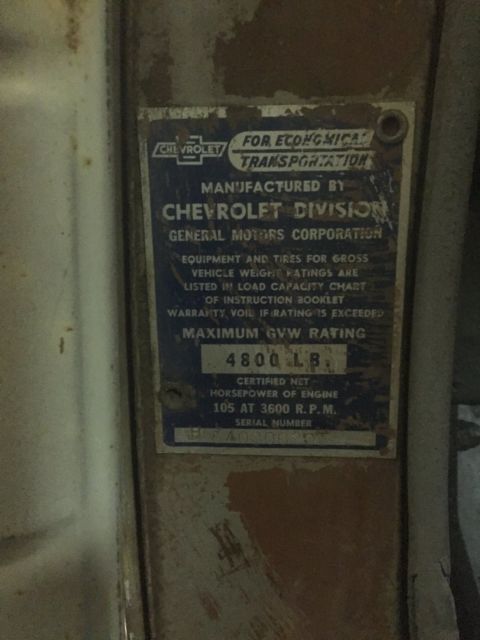 CHEVROLET
FOR ECONOMICAL
TRANSPORTATION
MANUFACTURED BY
CHEVROLET DIVISION
GENERAL MOTORS CORPORATION
EQUIPMENT AND TIRES FOR GROSS
VEHICLE WEIGHT RATINGS ARE
LISTED IN LOAD CAPACITY CHART
OF INSTRUCTION BOOKLET
WARRANTY VOID IF RATING IS EXCEEDED
MAXIMUM GVW RATING
4800 LB.
CERTIFIED NET
HORSEPOWER OF ENGINE
105 AT 3600 R.P.M.
SERIAL NUMBER